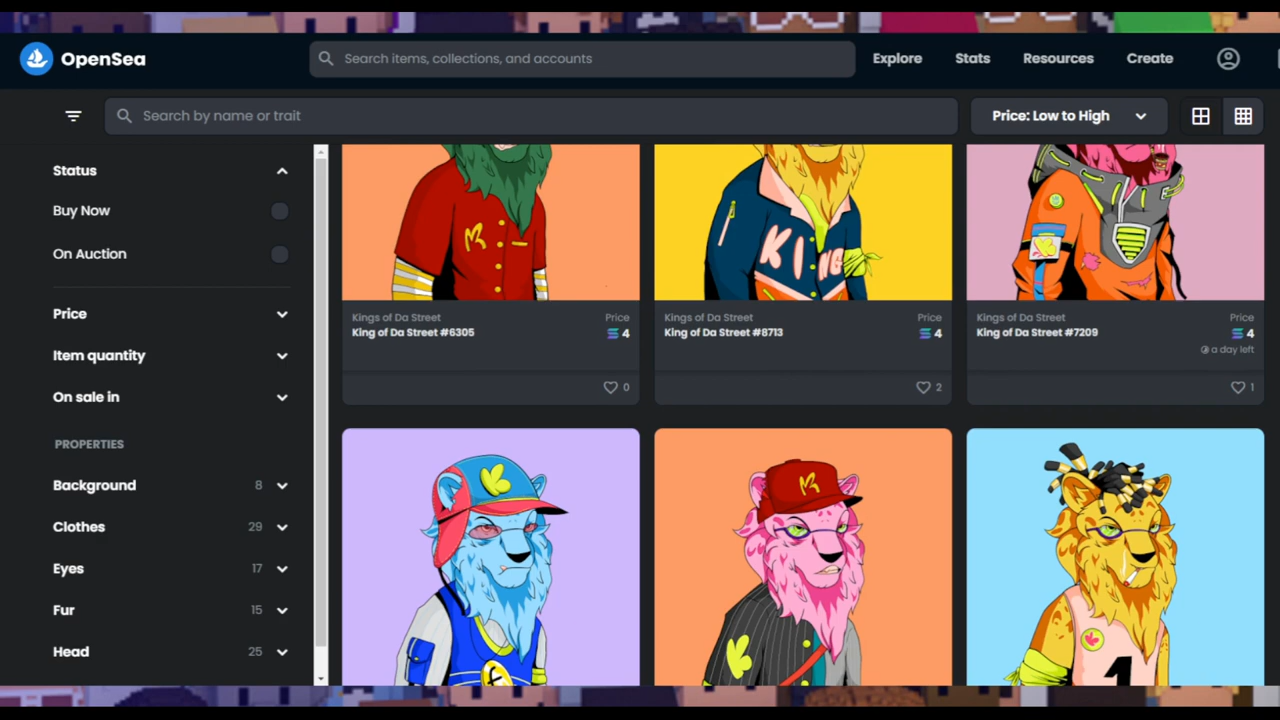 OpenSea
Search items, collections, and accounts
Explore
Stats
Resources
Create
Search by name or trait
Price: Low to High
Status
Buy Now
On Auction
Price
Item quantity
On sale in
PROPERTIES
Background 8
Clothes 29
Eyes 17
Fur 15
Head 25
Kings of Da Street Price
King of Da Street #6305 4
0
KING
Kings of Da Street Price
King of Da Street #8713 4
2
Kings of Da Street Price
King of Da Street #7209 4
a day left
1
1